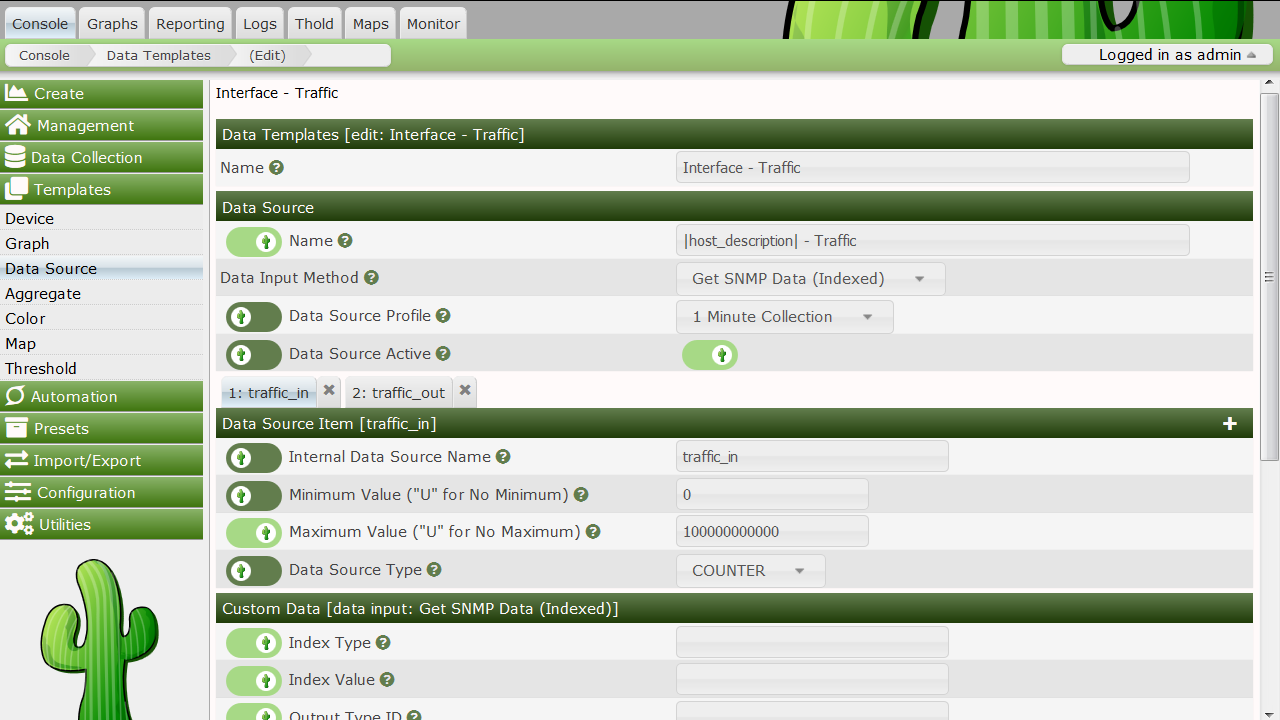 Console Graphs Reporting Logs Thold Maps Monitor
Console Data Templates (Edit) Logged in as admin
Create
Management
Data Collection
Templates
Device
Graph
Data Source
Aggregate
Color
Map
Threshold
Automation
Presets
Import/Export
Configuration
Utilities
Interface - Traffic
Data Templates [edit: Interface - Traffic]
Name Interface - Traffic
Data Source
Name |host_description| - Traffic
Data Input Method Get SNMP Data (Indexed)
Data Source Profile 1 Minute Collection
Data Source Active
1: traffic_in 2: traffic_out
Data Source Item [traffic_in]
Internal Data Source Name traffic_in
Minimum Value ("U" for No Minimum) 0
Maximum Value ("U" for No Maximum) 100000000000
Data Source Type COUNTER
Custom Data [data input: Get SNMP Data (Indexed)]
Index Type
Index Value
Output Type ID